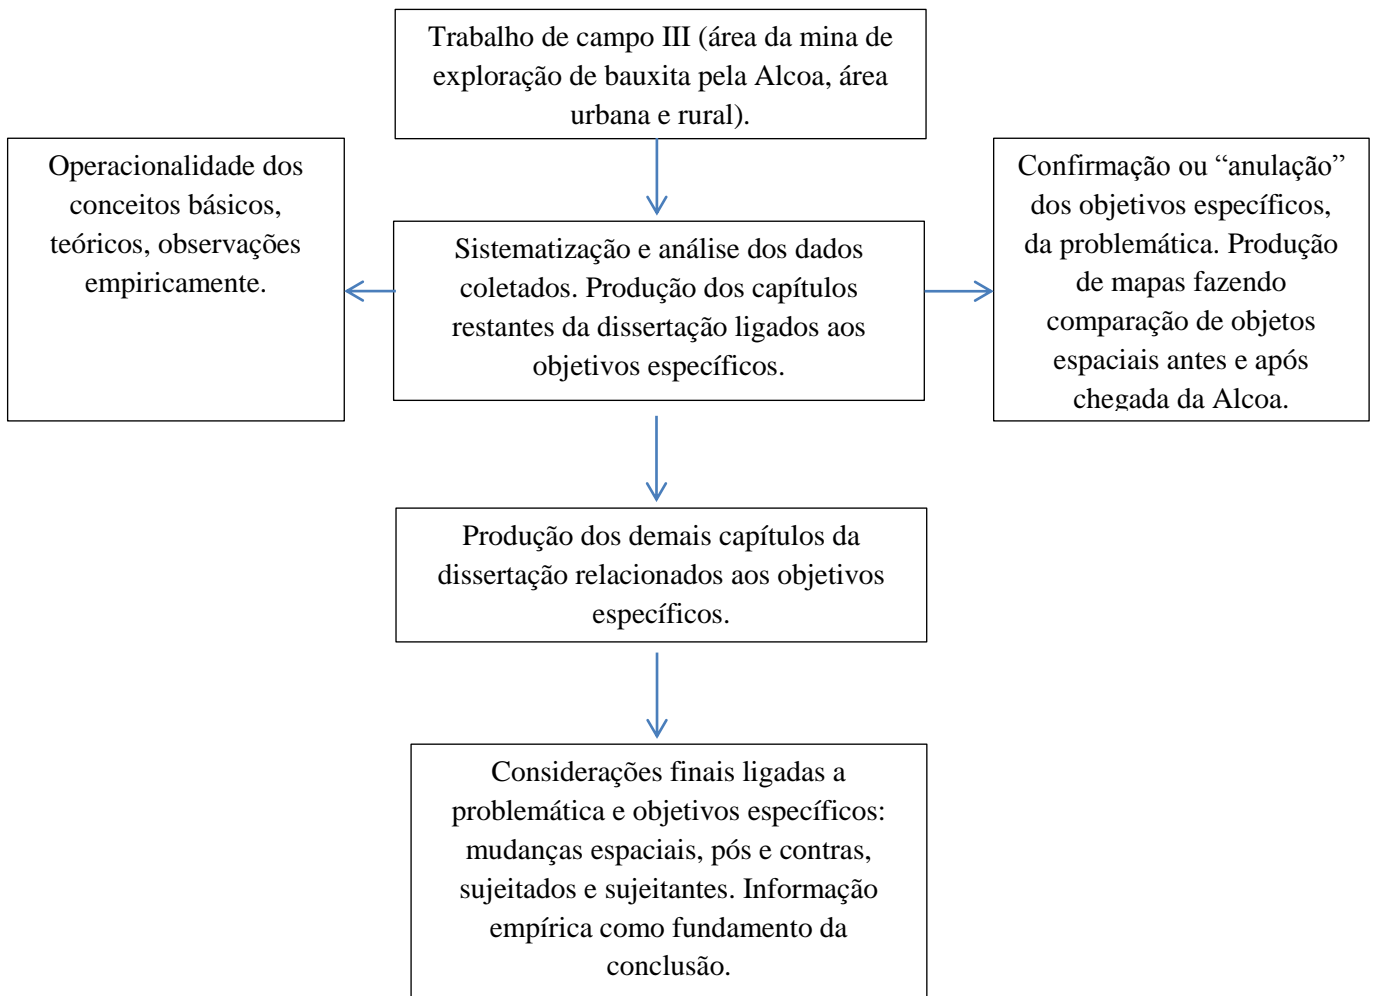 Trabalho de campo III (área da mina de
exploração de bauxita pela Alcoa, área
urbana e rural).
Operacionalidade dos
conceitos básicos,
teóricos, observações
empiricamente.
Sistematização e análise dos dados
coletados. Produção dos capítulos
restantes da dissertação ligados aos
objetivos específicos.
Confirmação ou “anulação”
dos objetivos específicos,
da problemática. Produção
de mapas fazendo
comparação de objetos
espaciais antes e após
chegada da Alcoa.
Produção dos demais capítulos da
dissertação relacionados aos objetivos
específicos.
Considerações finais ligadas a
problemática e objetivos específicos:
mudanças espaciais, pós e contras,
sujeitados e sujeitantes. Informação
empírica como fundamento da
conclusão.